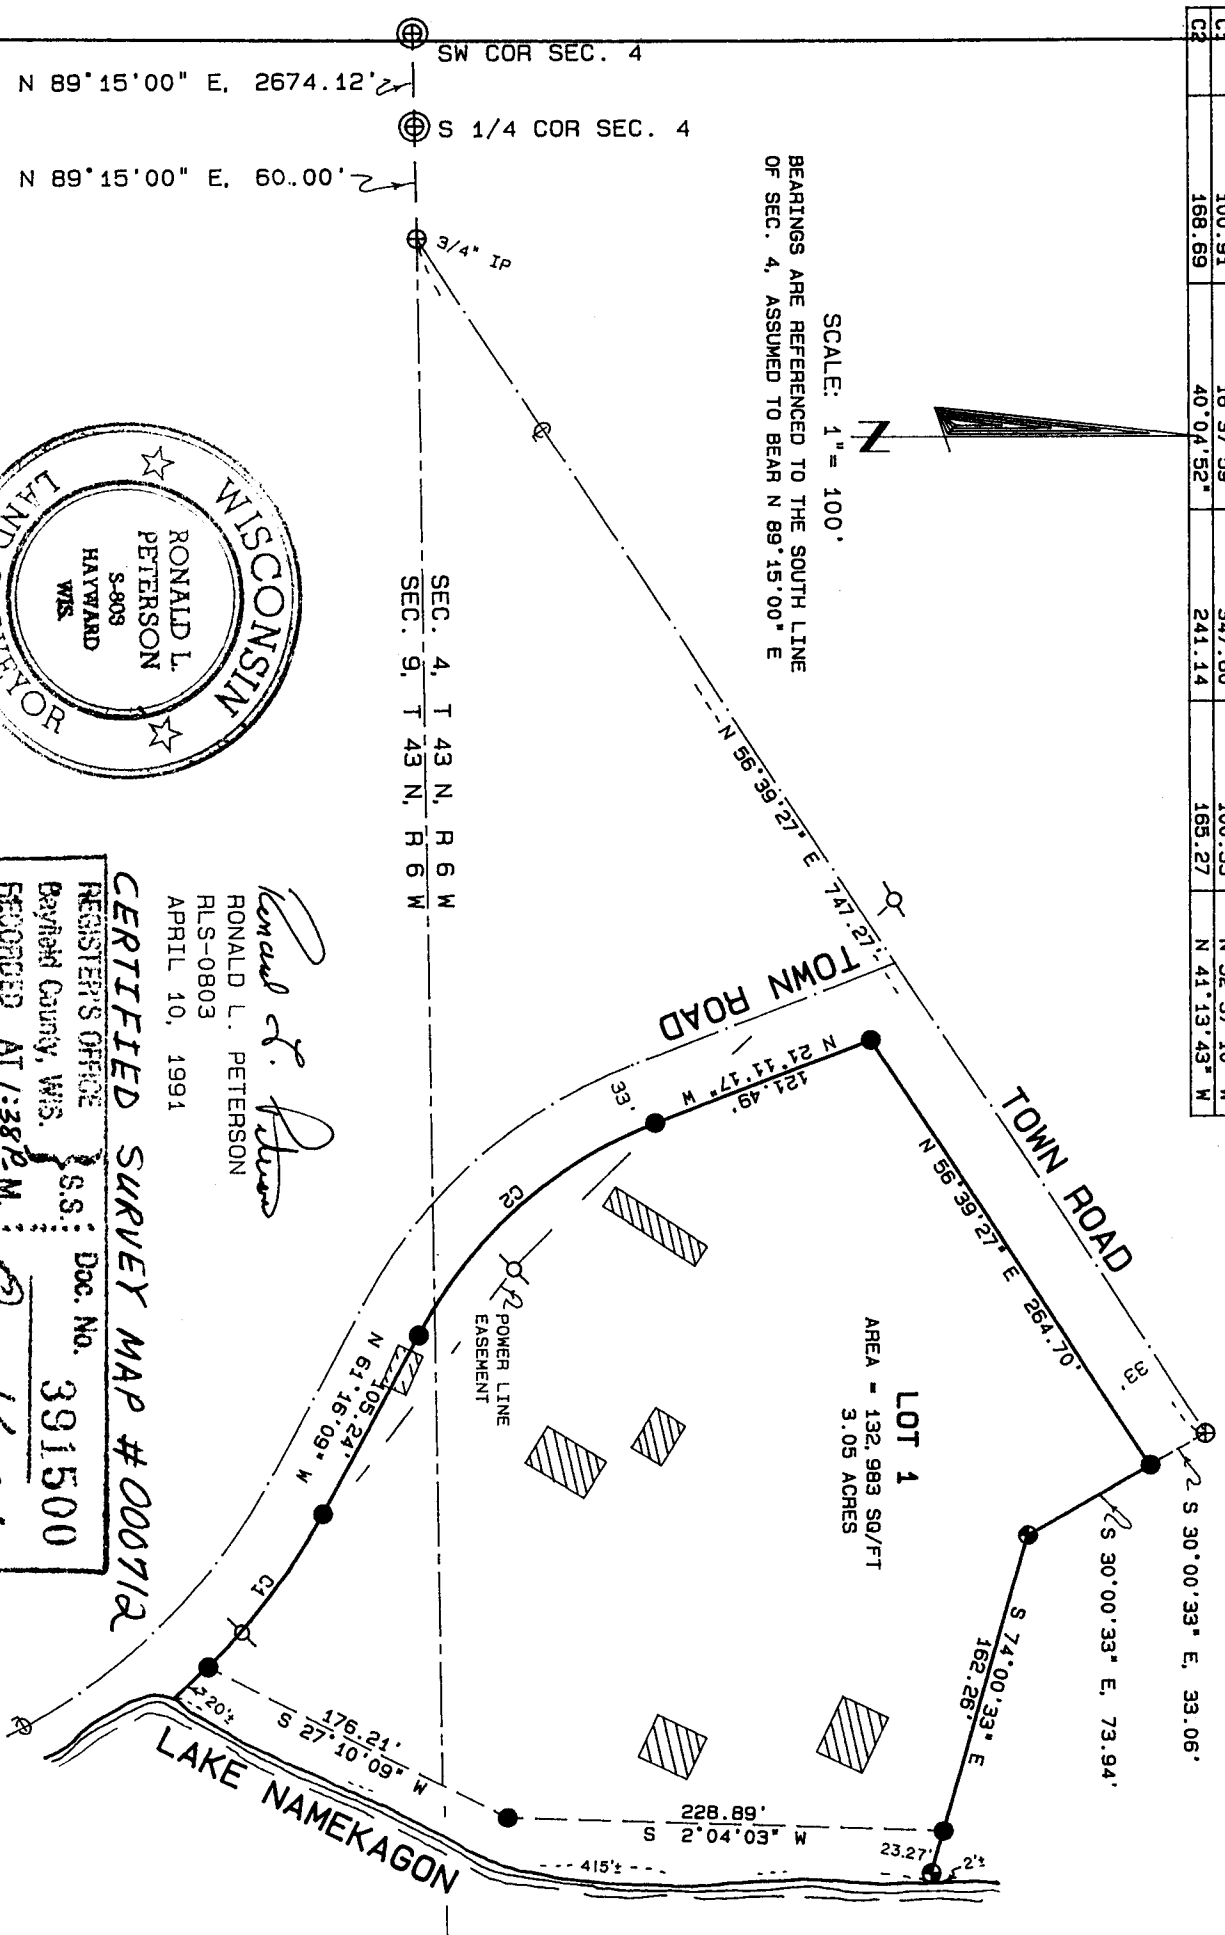 C2 168.69 40°04'52" 241.14 165.27 N 41°13'43" W
SW COR SEC. 4
N 89°15'00" E, 2674.12'
S 1/4 COR SEC. 4
N 89°15'00" E, 60.00'
3/4" IP
SCALE: 1"= 100'
BEARINGS ARE REFERENCED TO THE SOUTH LINE
OF SEC. 4, ASSUMED TO BEAR N 89°15'00" E
N
N 56°39'27" E 747.27'
TOWN ROAD
TOWN ROAD
33'
33'
N 21°11'17" W
121.49'
N 56°39'27" E 264.70'
S 30°00'33" E, 33.06'
S 30°00'33" E, 73.94'
S 74°00'33" E
162.26'
LOT 1
AREA = 132,983 SQ/FT
3.05 ACRES
C2
POWER LINE
EASEMENT
N 61°16'09" W
105.24'
C1
20'±
176.21'
S 27°10'09" W
228.89'
S 2°04'03" W
23.27'
2'±
415'±
LAKE NAMEKAGON
SEC. 4, T 43 N, R 6 W
SEC. 9, T 43 N, R 6 W
WISCONSIN
RONALD L.
PETERSON
S-803
HAYWARD
WIS.
LAND
Ronald L. Peterson
RONALD L. PETERSON
RLS-0803
APRIL 10, 1991
CERTIFIED SURVEY MAP #000712
REGISTER'S OFFICE
Bayfield County, WIS. } S.S.
Doc. No. 391500
RECORDED AT 1:38 P.M.